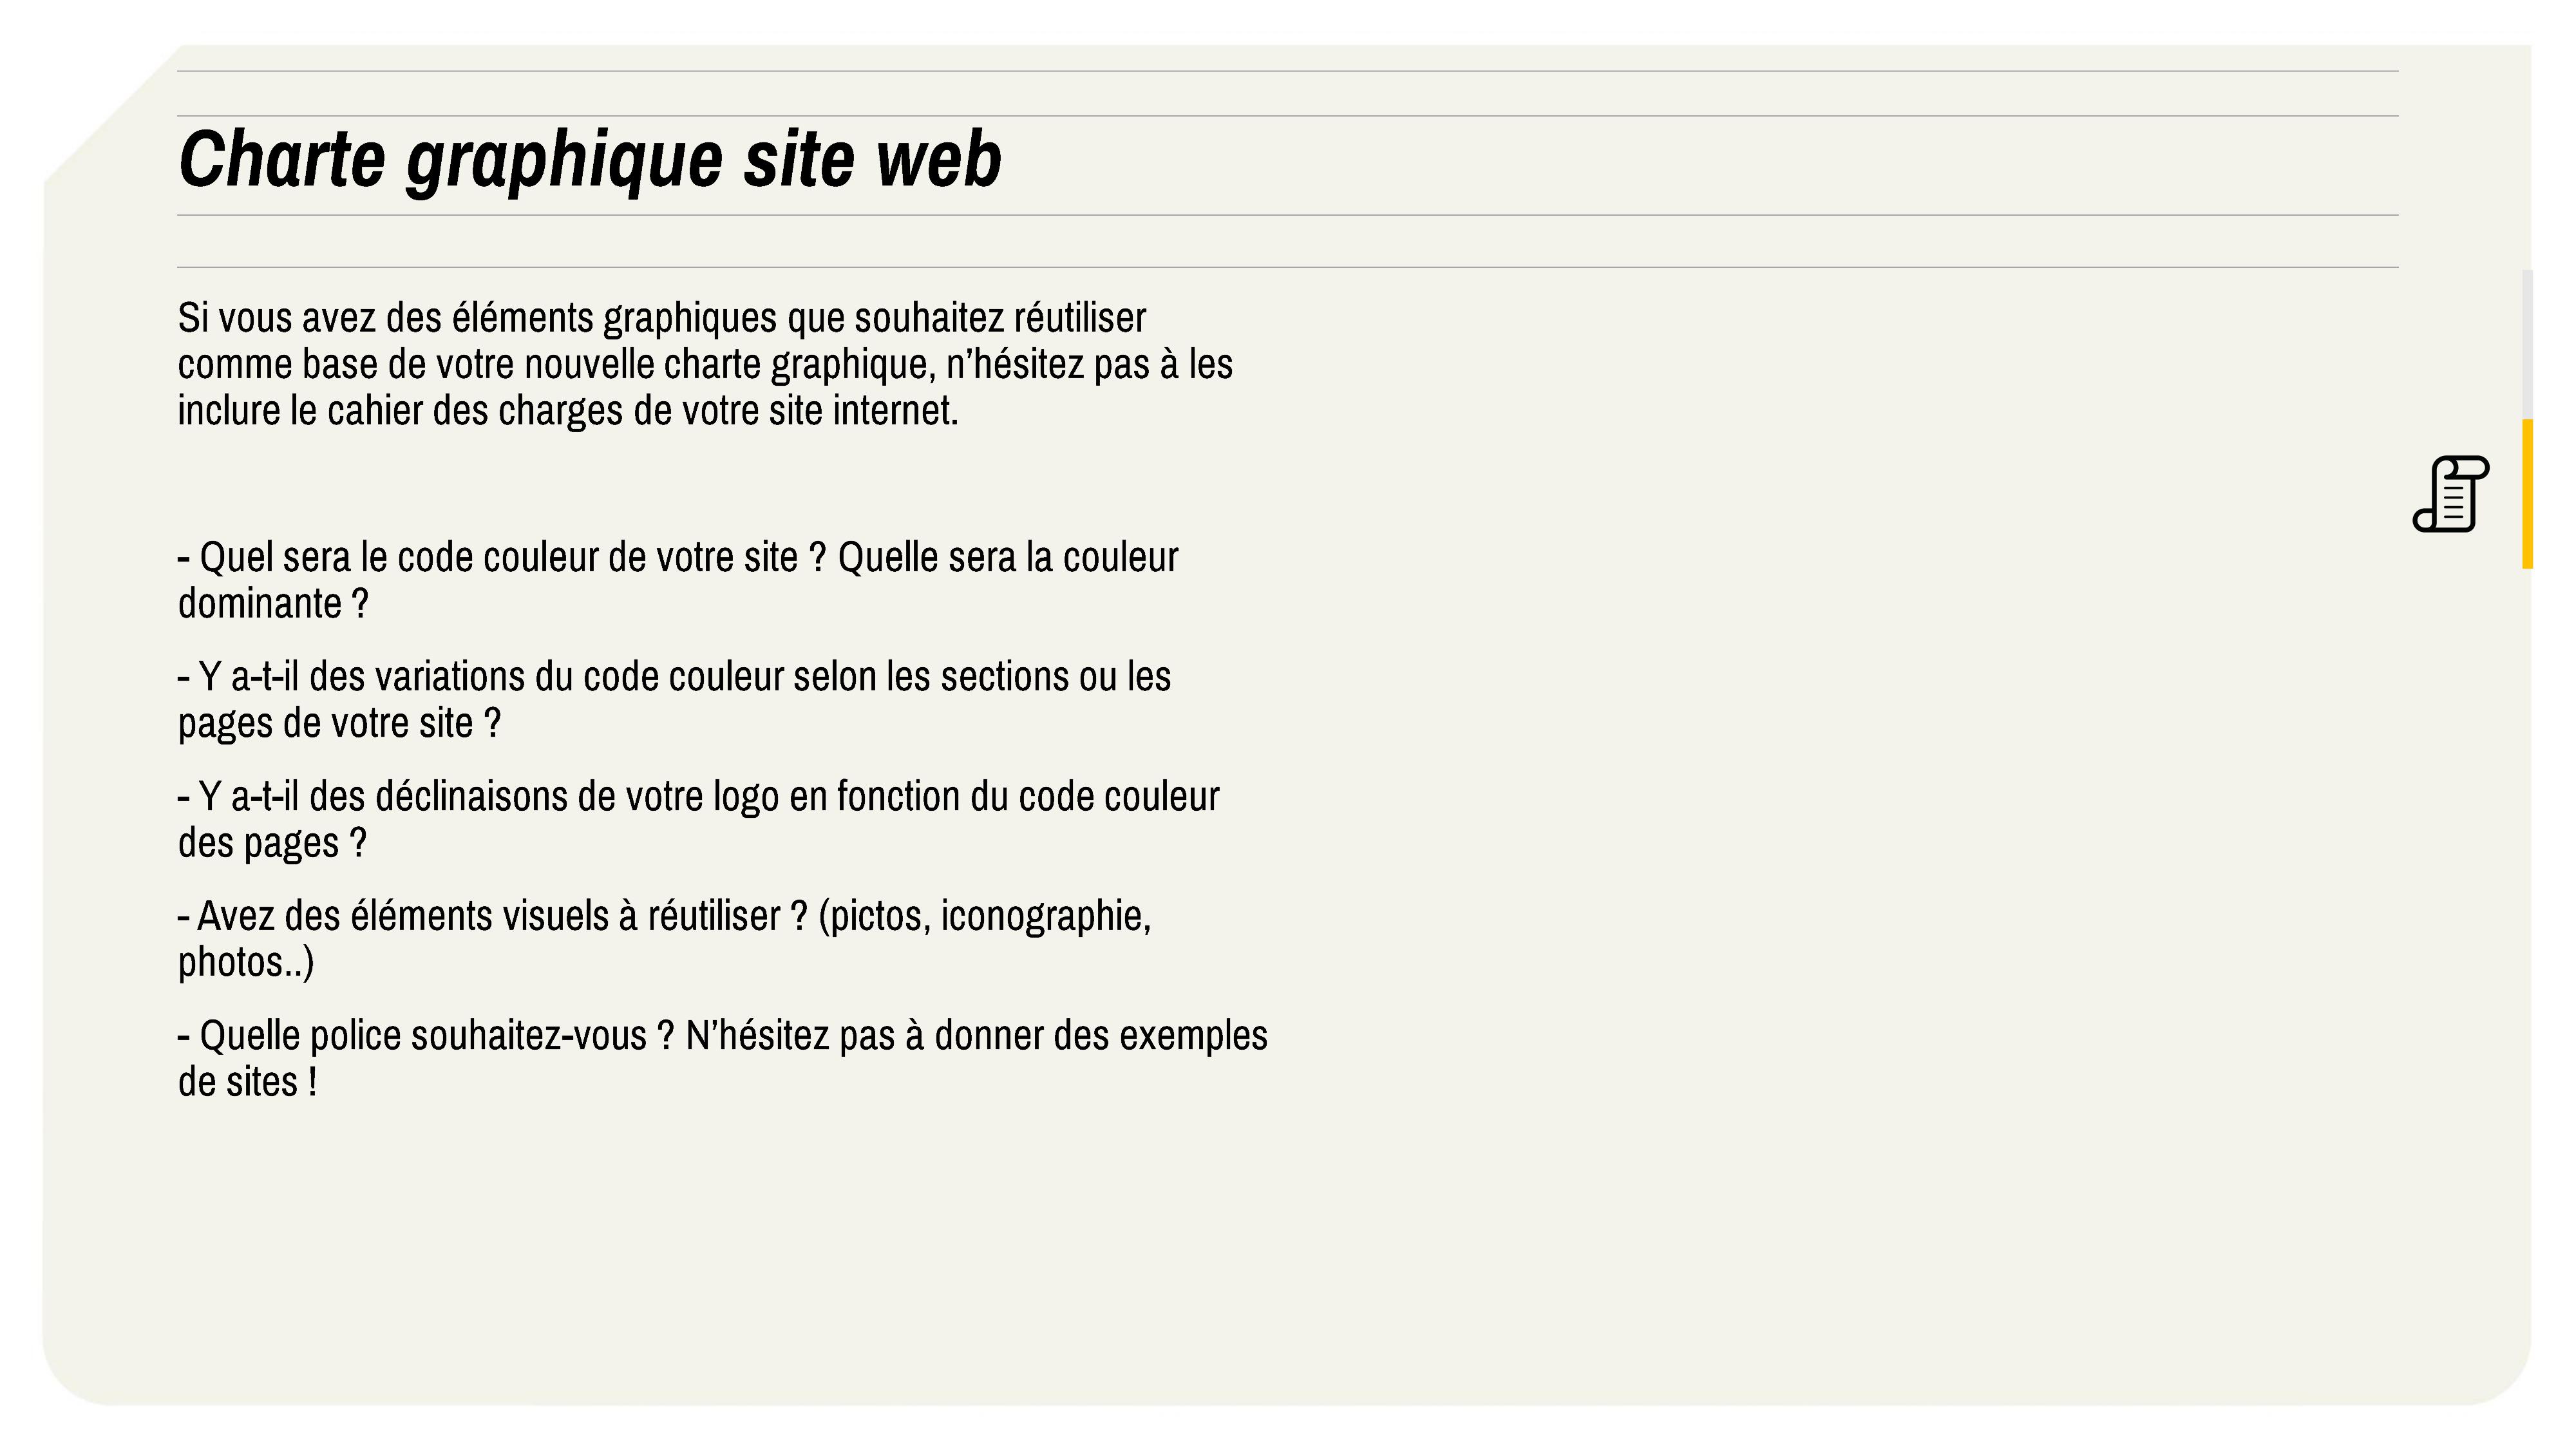 Charte graphique site web
Si vous avez des éléments graphiques que souhaitez réutiliser
comme base de votre nouvelle charte graphique, n’hésitez pas à les
inclure le cahier des charges de votre site internet.
- Quel sera le code couleur de votre site ? Quelle sera la couleur
dominante ?
- Y a-t-il des variations du code couleur selon les sections ou les
pages de votre site ?
- Y a-t-il des déclinaisons de votre logo en fonction du code couleur
des pages ?
- Avez des éléments visuels à réutiliser ? (pictos, iconographie,
photos..)
- Quelle police souhaitez-vous ? N’hésitez pas à donner des exemples
de sites !